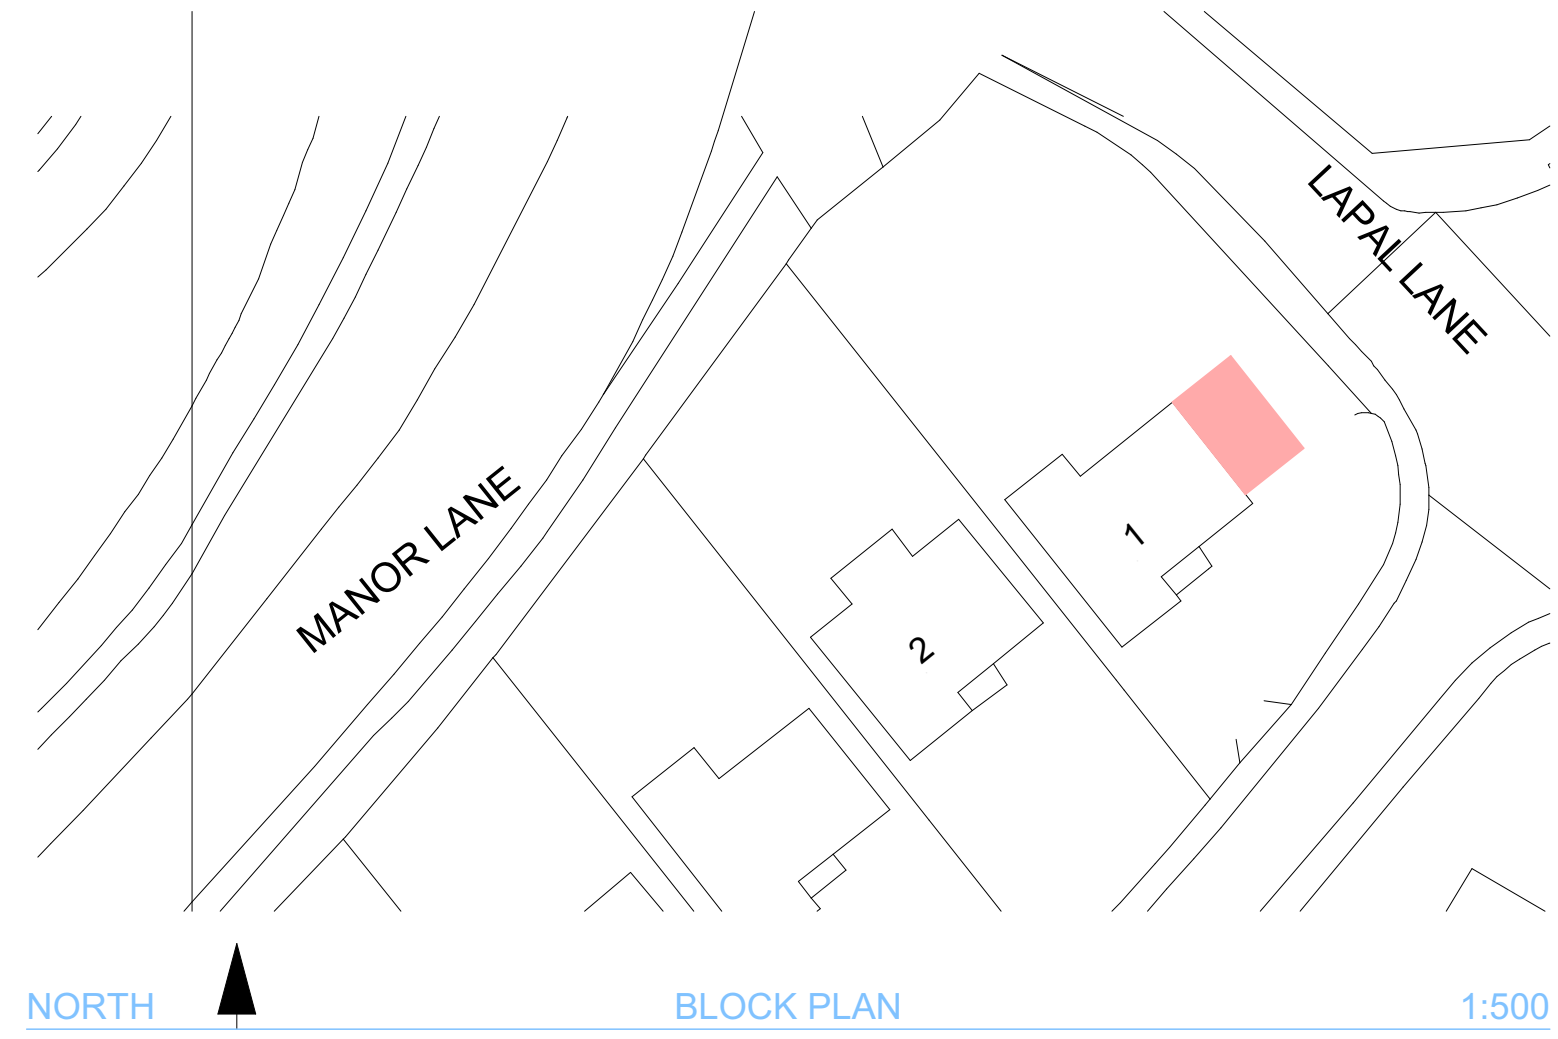 LAPAL LANE
MANOR LANE
1
2
NORTH
BLOCK PLAN
1:500